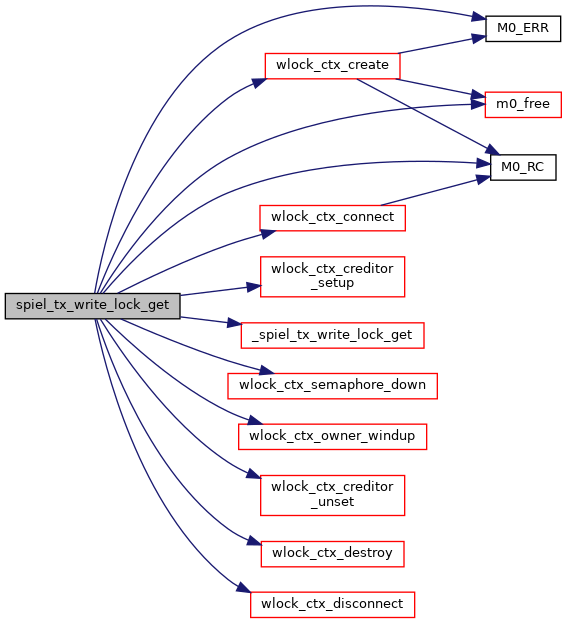 M0_ERR
wlock_ctx_create
m0_free
M0_RC
wlock_ctx_connect
wlock_ctx_creditor
_setup
spiel_tx_write_lock_get
_spiel_tx_write_lock_get
wlock_ctx_semaphore_down
wlock_ctx_owner_windup
wlock_ctx_creditor
_unset
wlock_ctx_destroy
wlock_ctx_disconnect